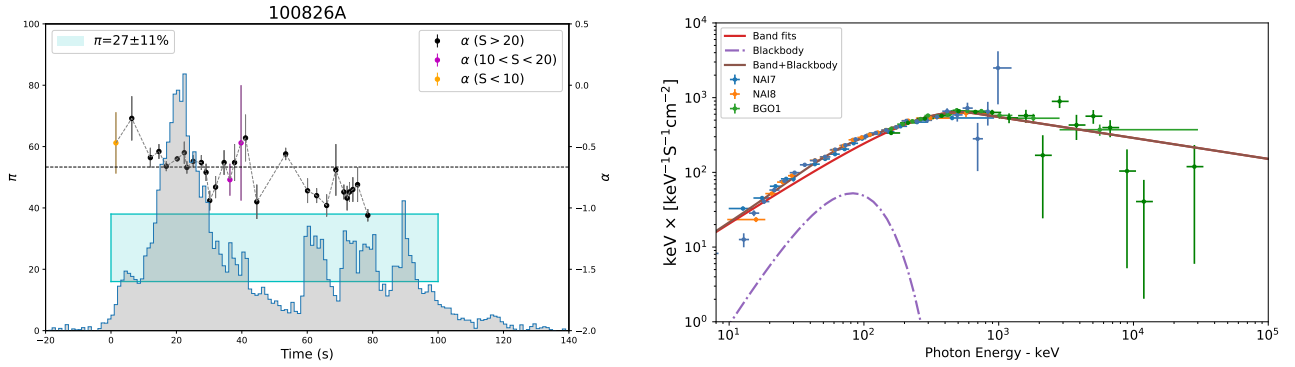 100826A
π=27±11%
α (S > 20)
α (10 < S < 20)
α (S < 10)
100
80
60
40
20
0
π
0.5
0.0
−0.5
−1.0
−1.5
−2.0
α
−20 0 20 40 60 80 100 120 140
Time (s)
Band fits
Blackbody
Band+Blackbody
NAI7
NAI8
BGO1
10⁴
10³
10²
10¹
10⁰
keV × [keV⁻¹S⁻¹cm⁻²]
10¹ 10² 10³ 10⁴ 10⁵
Photon Energy - keV